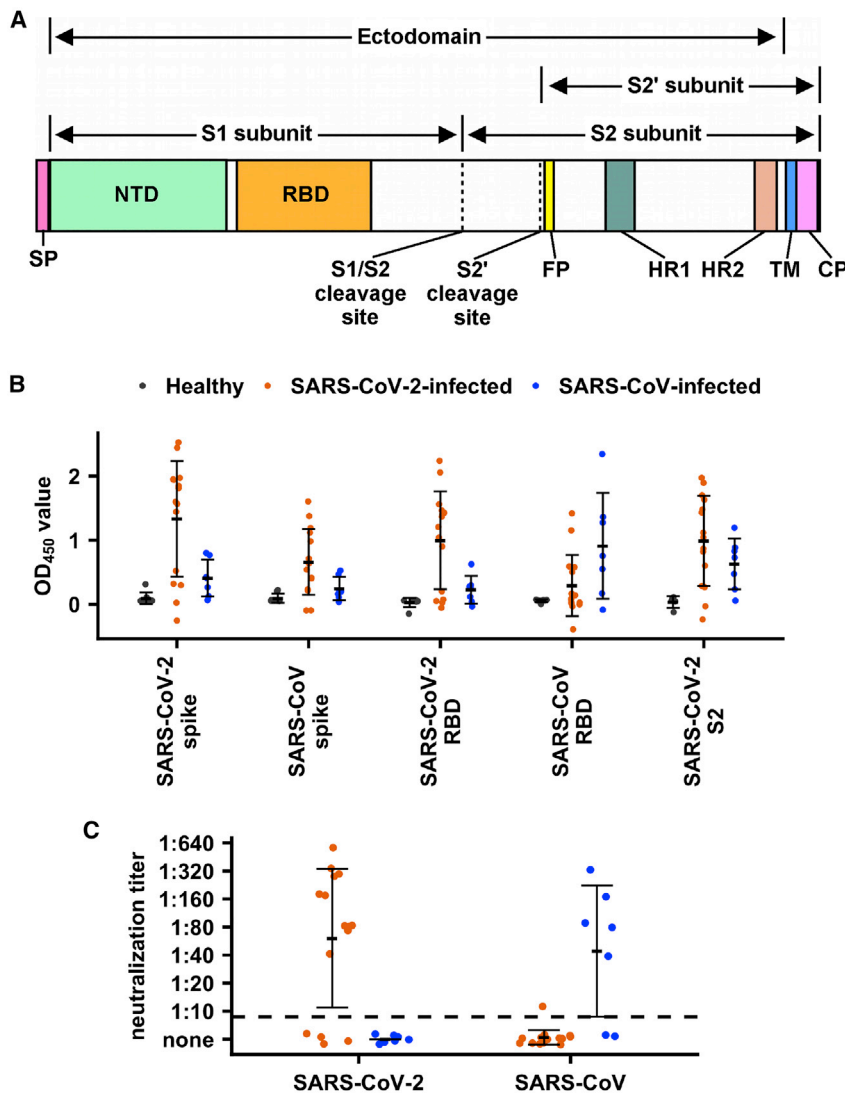 A
Ectodomain
S2' subunit
S1 subunit
S2 subunit
NTD
RBD
SP
S1/S2
cleavage
site
S2'
cleavage
site
FP
HR1
HR2
TM
CP
B
Healthy
SARS-CoV-2-infected
SARS-CoV-infected
OD450 value
2
1
0
SARS-CoV-2
spike
SARS-CoV
spike
SARS-CoV-2
RBD
SARS-CoV
RBD
SARS-CoV-2
S2
C
neutralization titer
1:640
1:320
1:160
1:80
1:40
1:20
1:10
none
SARS-CoV-2
SARS-CoV